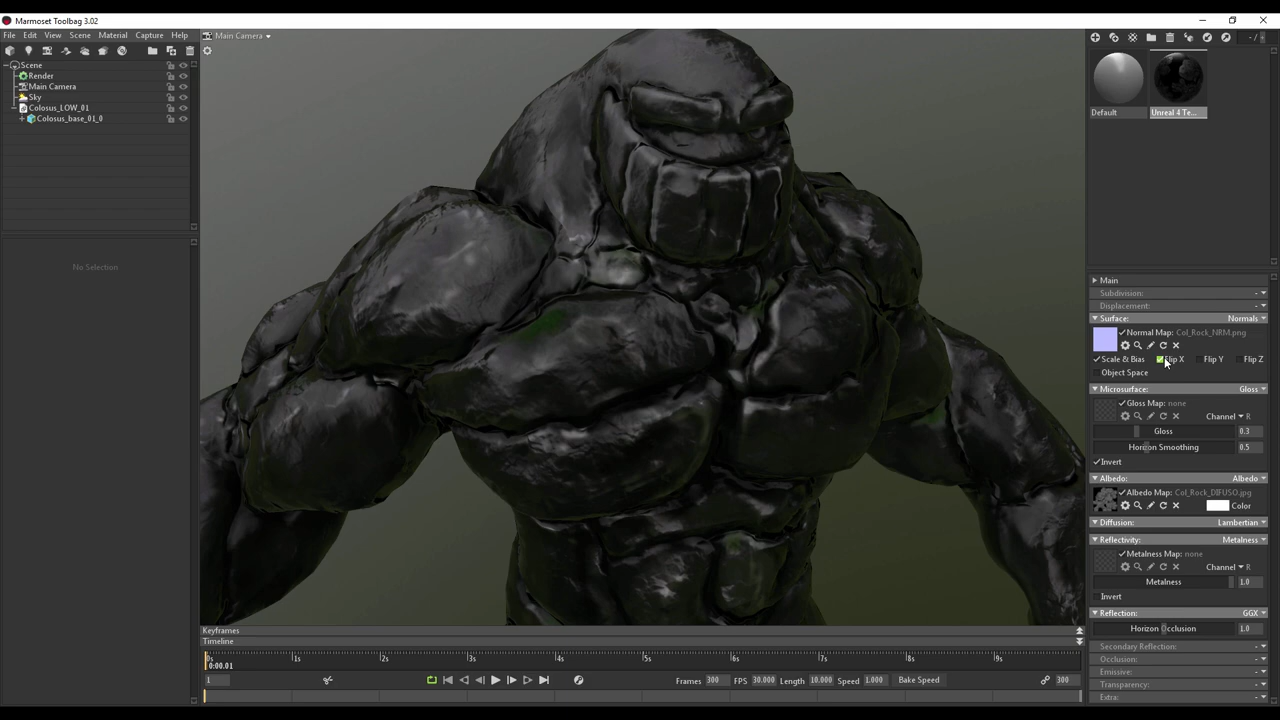 Marmoset Toolbag 3.02
File Edit View Scene Material Capture Help
Main Camera
Scene
Render
Main Camera
Sky
Colosus_LOW_01
Colosus_base_01_0
No Selection
Default
Unreal 4 Te...
Main
Subdivision: -
Displacement: -
Surface: Normals
Normal Map: Col_Rock_NRM.png
Scale & Bias Flip X Flip Y Flip Z
Object Space
Microsurface: Gloss
Gloss Map: none
Channel R
Gloss 0.3
Horizon Smoothing 0.5
Invert
Albedo: Albedo
Albedo Map: Col_Rock_DIFUSO.jpg
Color
Diffusion: Lambertian
Reflectivity: Metalness
Metalness Map: none
Channel R
Metalness 1.0
Invert
Reflection: GGX
Horizon Occlusion 1.0
Secondary Reflection: -
Occlusion: -
Emissive: -
Transparency: -
Extra: -
Keyframes
Timeline
0s 1s 2s 3s 4s 5s 6s 7s 8s 9s
0:00.01
1 Frames 300 FPS 30.000 Length 10.000 Speed 1.000 Bake Speed 300